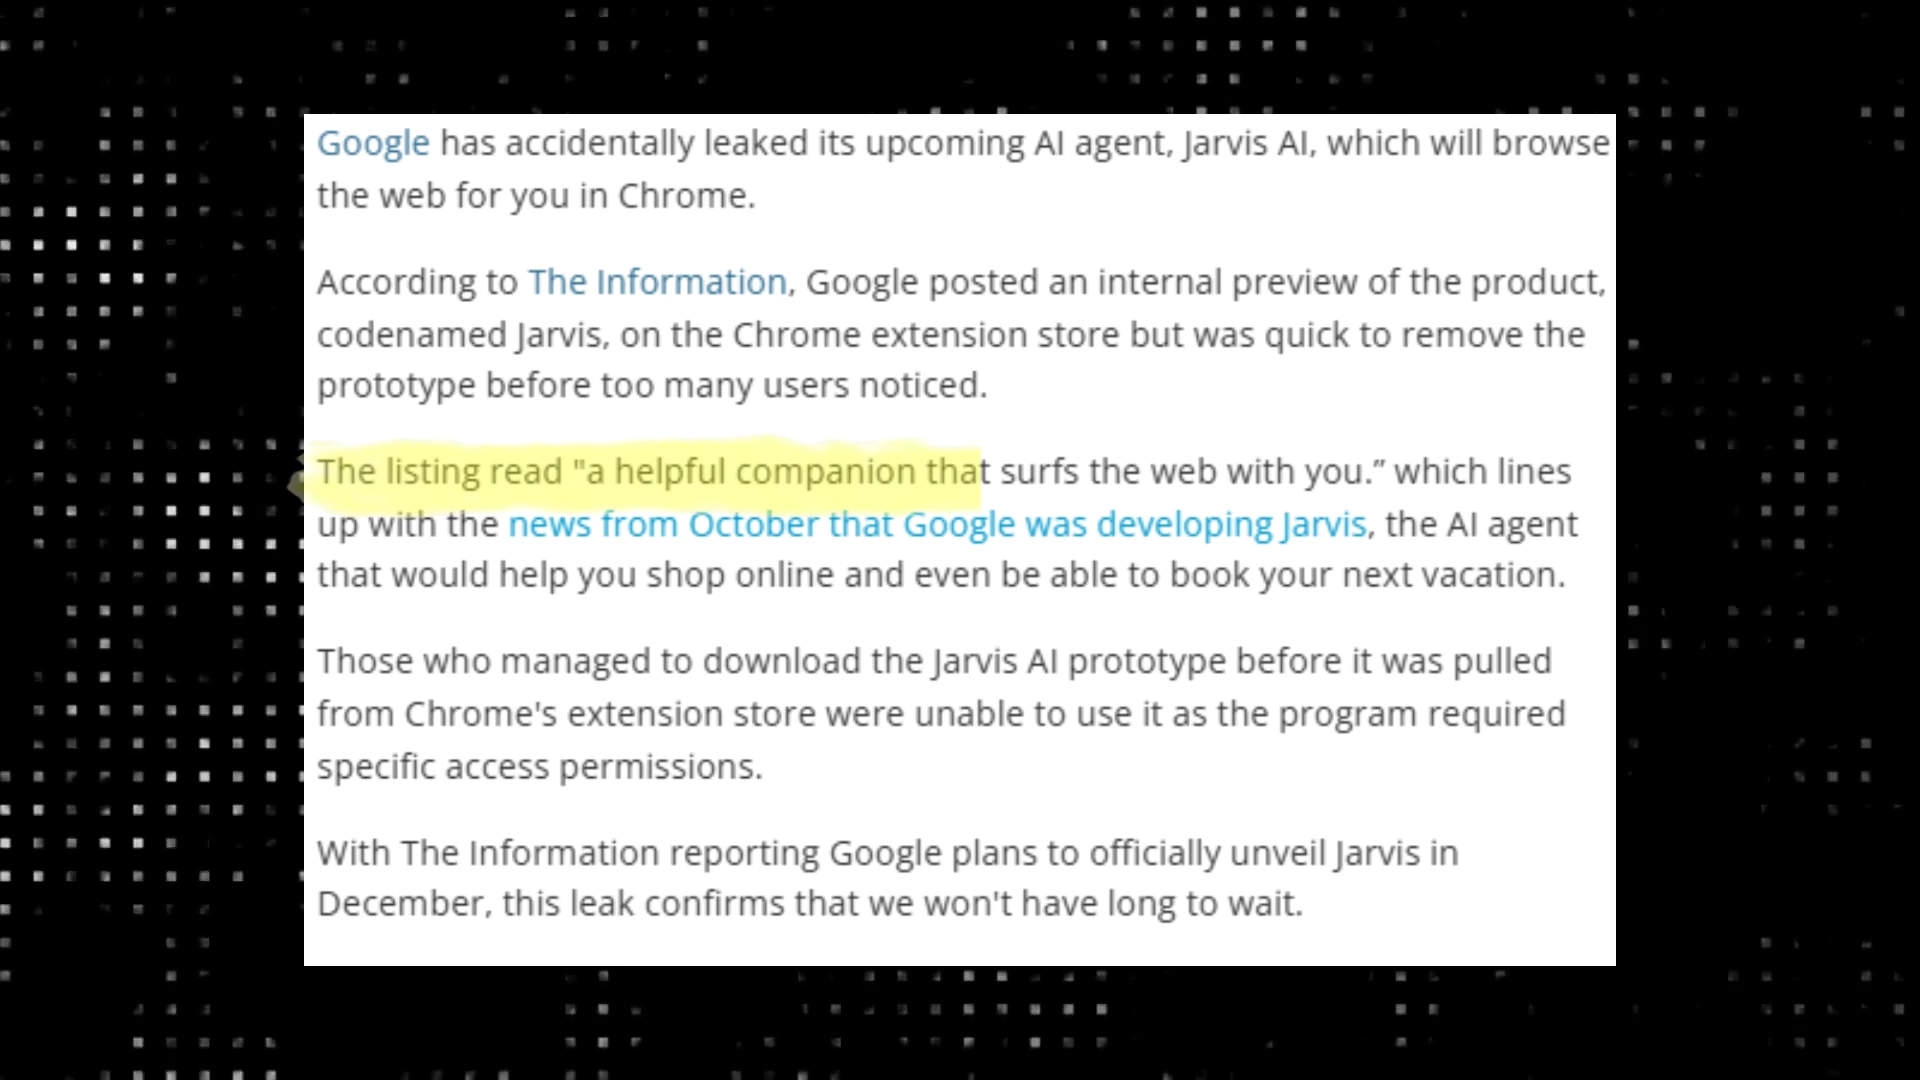 Google has accidentally leaked its upcoming AI agent, Jarvis AI, which will browse
the web for you in Chrome.
According to The Information, Google posted an internal preview of the product,
codenamed Jarvis, on the Chrome extension store but was quick to remove the
prototype before too many users noticed.
The listing read "a helpful companion that surfs the web with you.” which lines
up with the news from October that Google was developing Jarvis, the AI agent
that would help you shop online and even be able to book your next vacation.
Those who managed to download the Jarvis AI prototype before it was pulled
from Chrome's extension store were unable to use it as the program required
specific access permissions.
With The Information reporting Google plans to officially unveil Jarvis in
December, this leak confirms that we won't have long to wait.